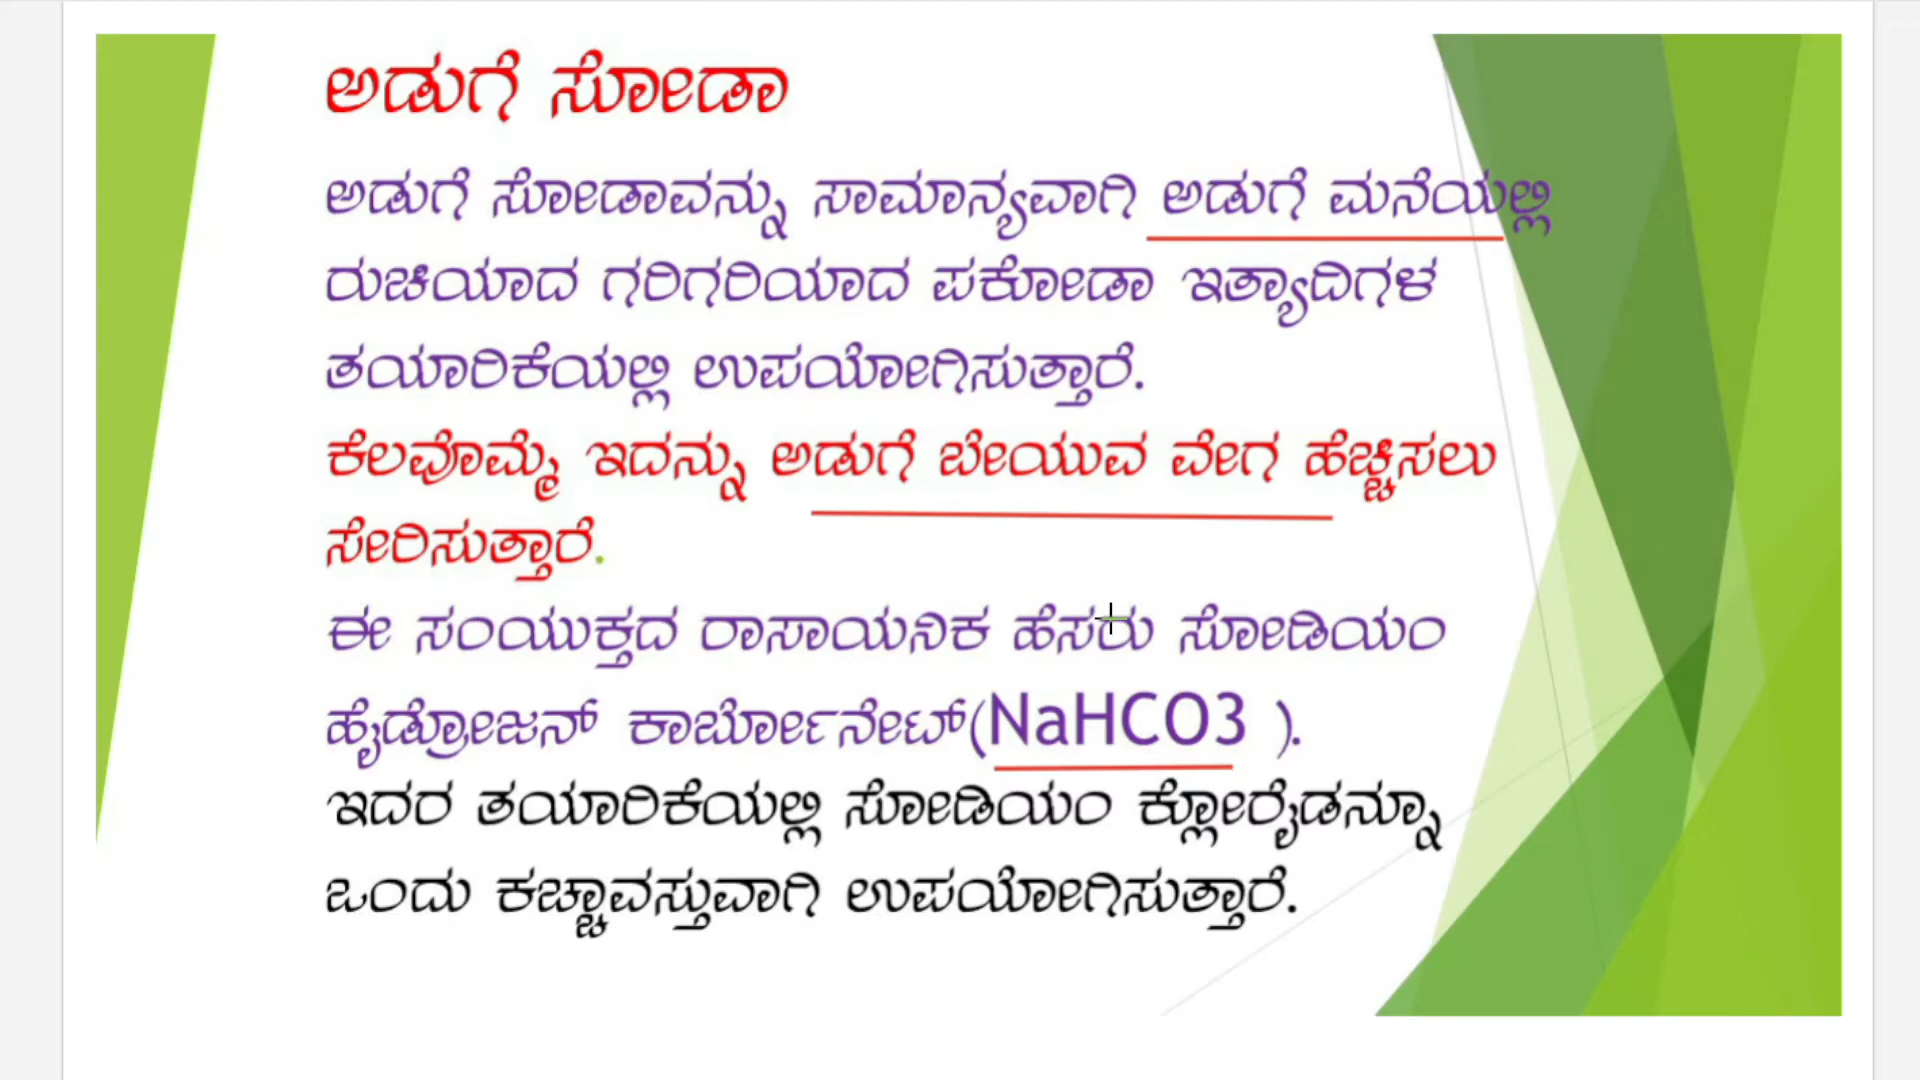 ಅಡುಗೆ ಸೋಡಾ
ಅಡುಗೆ ಸೋಡಾವನ್ನು ಸಾಮಾನ್ಯವಾಗಿ ಅಡುಗೆ ಮನೆಯಲ್ಲಿ
ರುಚಿಯಾದ ಗರಿಗರಿಯಾದ ಪಕೋಡಾ ಇತ್ಯಾದಿಗಳ
ತಯಾರಿಕೆಯಲ್ಲಿ ಉಪಯೋಗಿಸುತ್ತಾರೆ.
ಕೆಲವೊಮ್ಮೆ ಇದನ್ನು ಅಡುಗೆ ಬೇಯುವ ವೇಗ ಹೆಚ್ಚಿಸಲು
ಸೇರಿಸುತ್ತಾರೆ.
ಈ ಸಂಯುಕ್ತದ ರಾಸಾಯನಿಕ ಹೆಸರು ಸೋಡಿಯಂ
ಹೈಡ್ರೋಜನ್ ಕಾರ್ಬೋನೇಟ್(NaHCO3 ).
ಇದರ ತಯಾರಿಕೆಯಲ್ಲಿ ಸೋಡಿಯಂ ಕ್ಲೋರೈಡನ್ನೂ
ಒಂದು ಕಚ್ಚಾವಸ್ತುವಾಗಿ ಉಪಯೋಗಿಸುತ್ತಾರೆ.